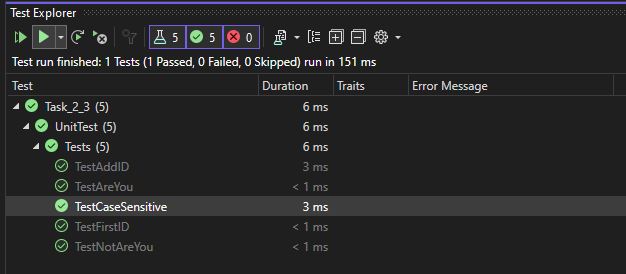 Test Explorer
5 5 0
Test run finished: 1 Tests (1 Passed, 0 Failed, 0 Skipped) run in 151 ms
Test Duration Traits Error Message
Task_2_3 (5) 6 ms
UnitTest (5) 6 ms
Tests (5) 6 ms
TestAddID 3 ms
TestAreYou < 1 ms
TestCaseSensitive 3 ms
TestFirstID < 1 ms
TestNotAreYou < 1 ms